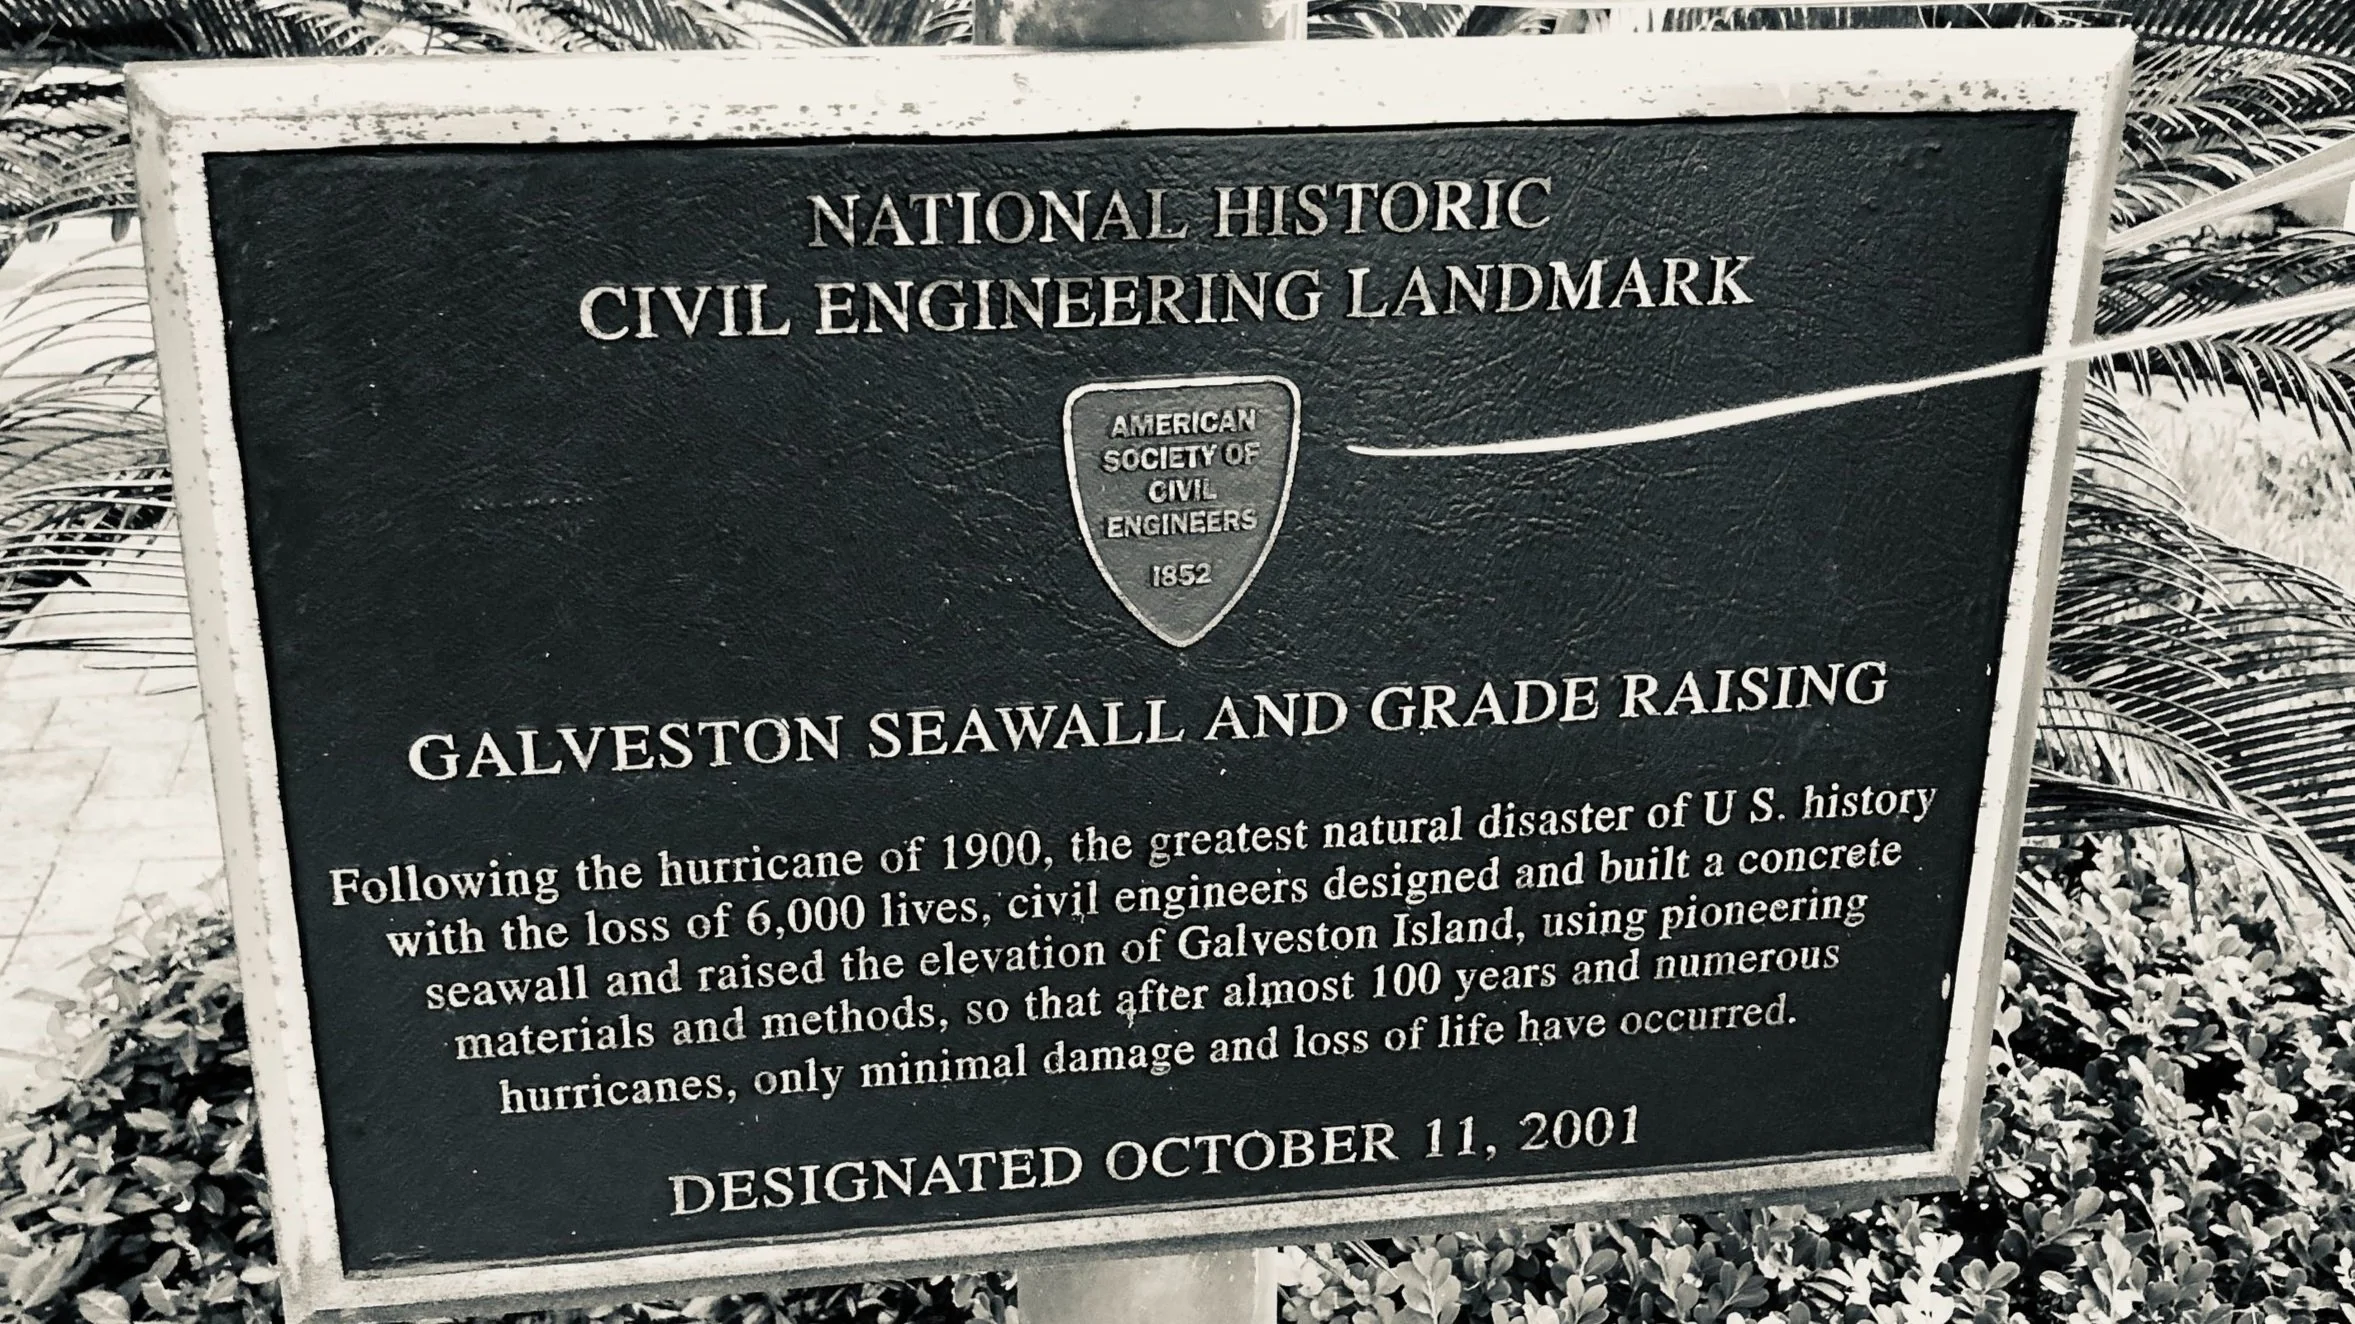 NATIONAL HISTORIC
CIVIL ENGINEERING LANDMARK
AMERICAN
SOCIETY OF
CIVIL
ENGINEERS
1852
GALVESTON SEAWALL AND GRADE RAISING
Following the hurricane of 1900, the greatest natural disaster of U S. history
with the loss of 6,000 lives, civil engineers designed and built a concrete
seawall and raised the elevation of Galveston Island, using pioneering
materials and methods, so that after almost 100 years and numerous
hurricanes, only minimal damage and loss of life have occurred.
DESIGNATED OCTOBER 11, 2001